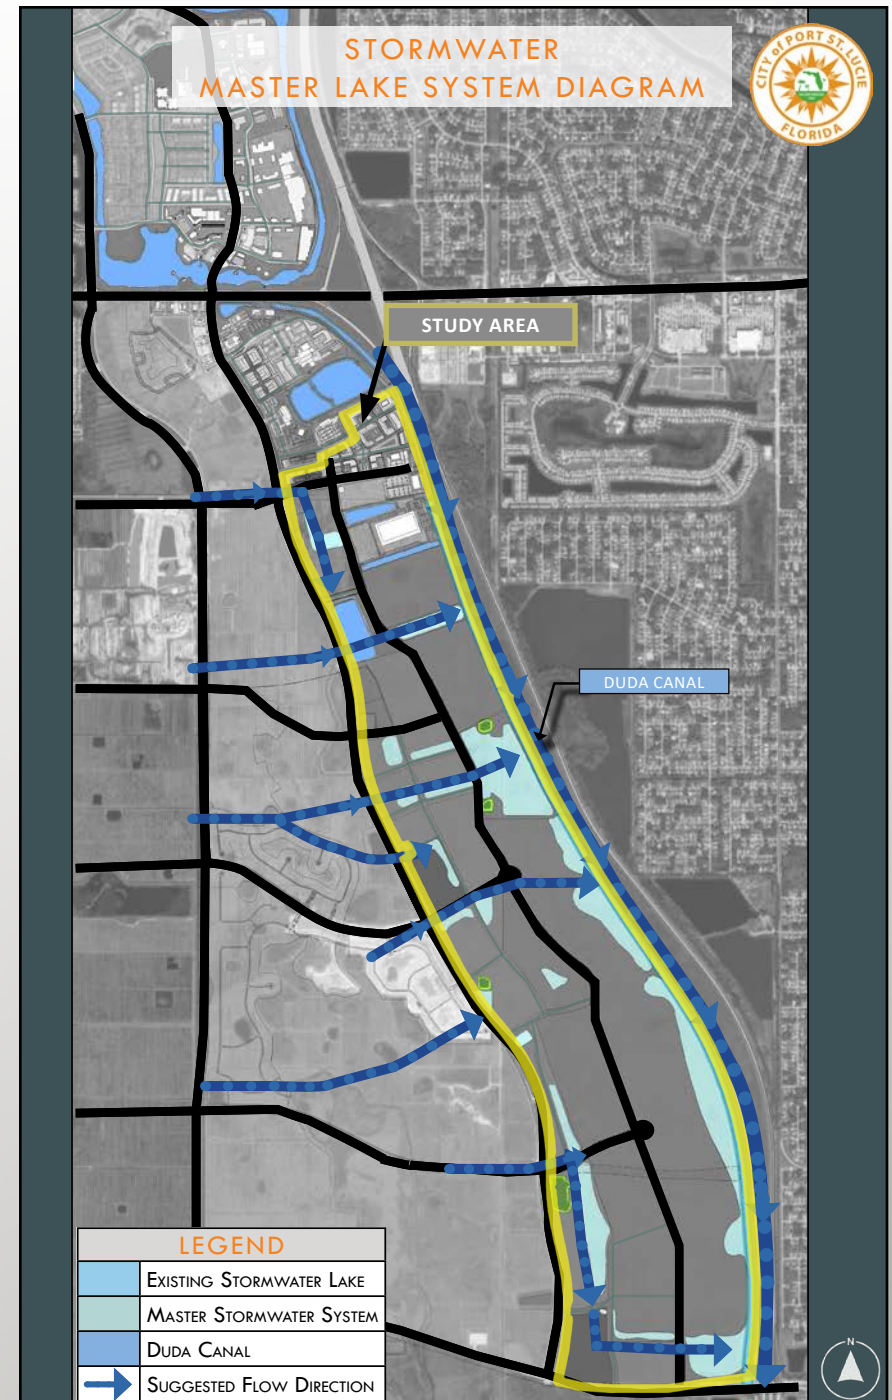 STORMWATER
MASTER LAKE SYSTEM DIAGRAM
CITY of PORT ST. LUCIE
FLORIDA
STUDY AREA
DUDA CANAL
LEGEND
EXISTING STORMWATER LAKE
MASTER STORMWATER SYSTEM
DUDA CANAL
SUGGESTED FLOW DIRECTION
N